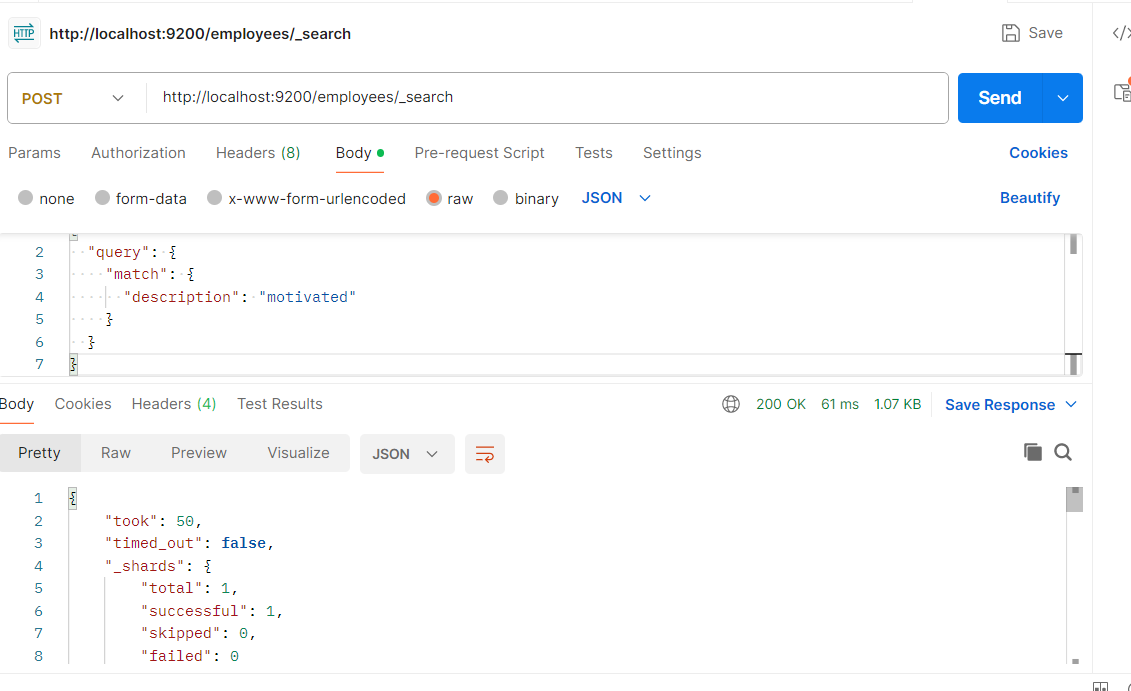 HTTP http://localhost:9200/employees/_search Save
POST http://localhost:9200/employees/_search Send
Params Authorization Headers (8) Body Pre-request Script Tests Settings Cookies
none form-data x-www-form-urlencoded raw binary JSON Beautify
2 "query": {
3 "match": {
4 "description": "motivated"
5 }
6 }
7 }
Body Cookies Headers (4) Test Results 200 OK 61 ms 1.07 KB Save Response
Pretty Raw Preview Visualize JSON
1 {
2 "took": 50,
3 "timed_out": false,
4 "_shards": {
5 "total": 1,
6 "successful": 1,
7 "skipped": 0,
8 "failed": 0